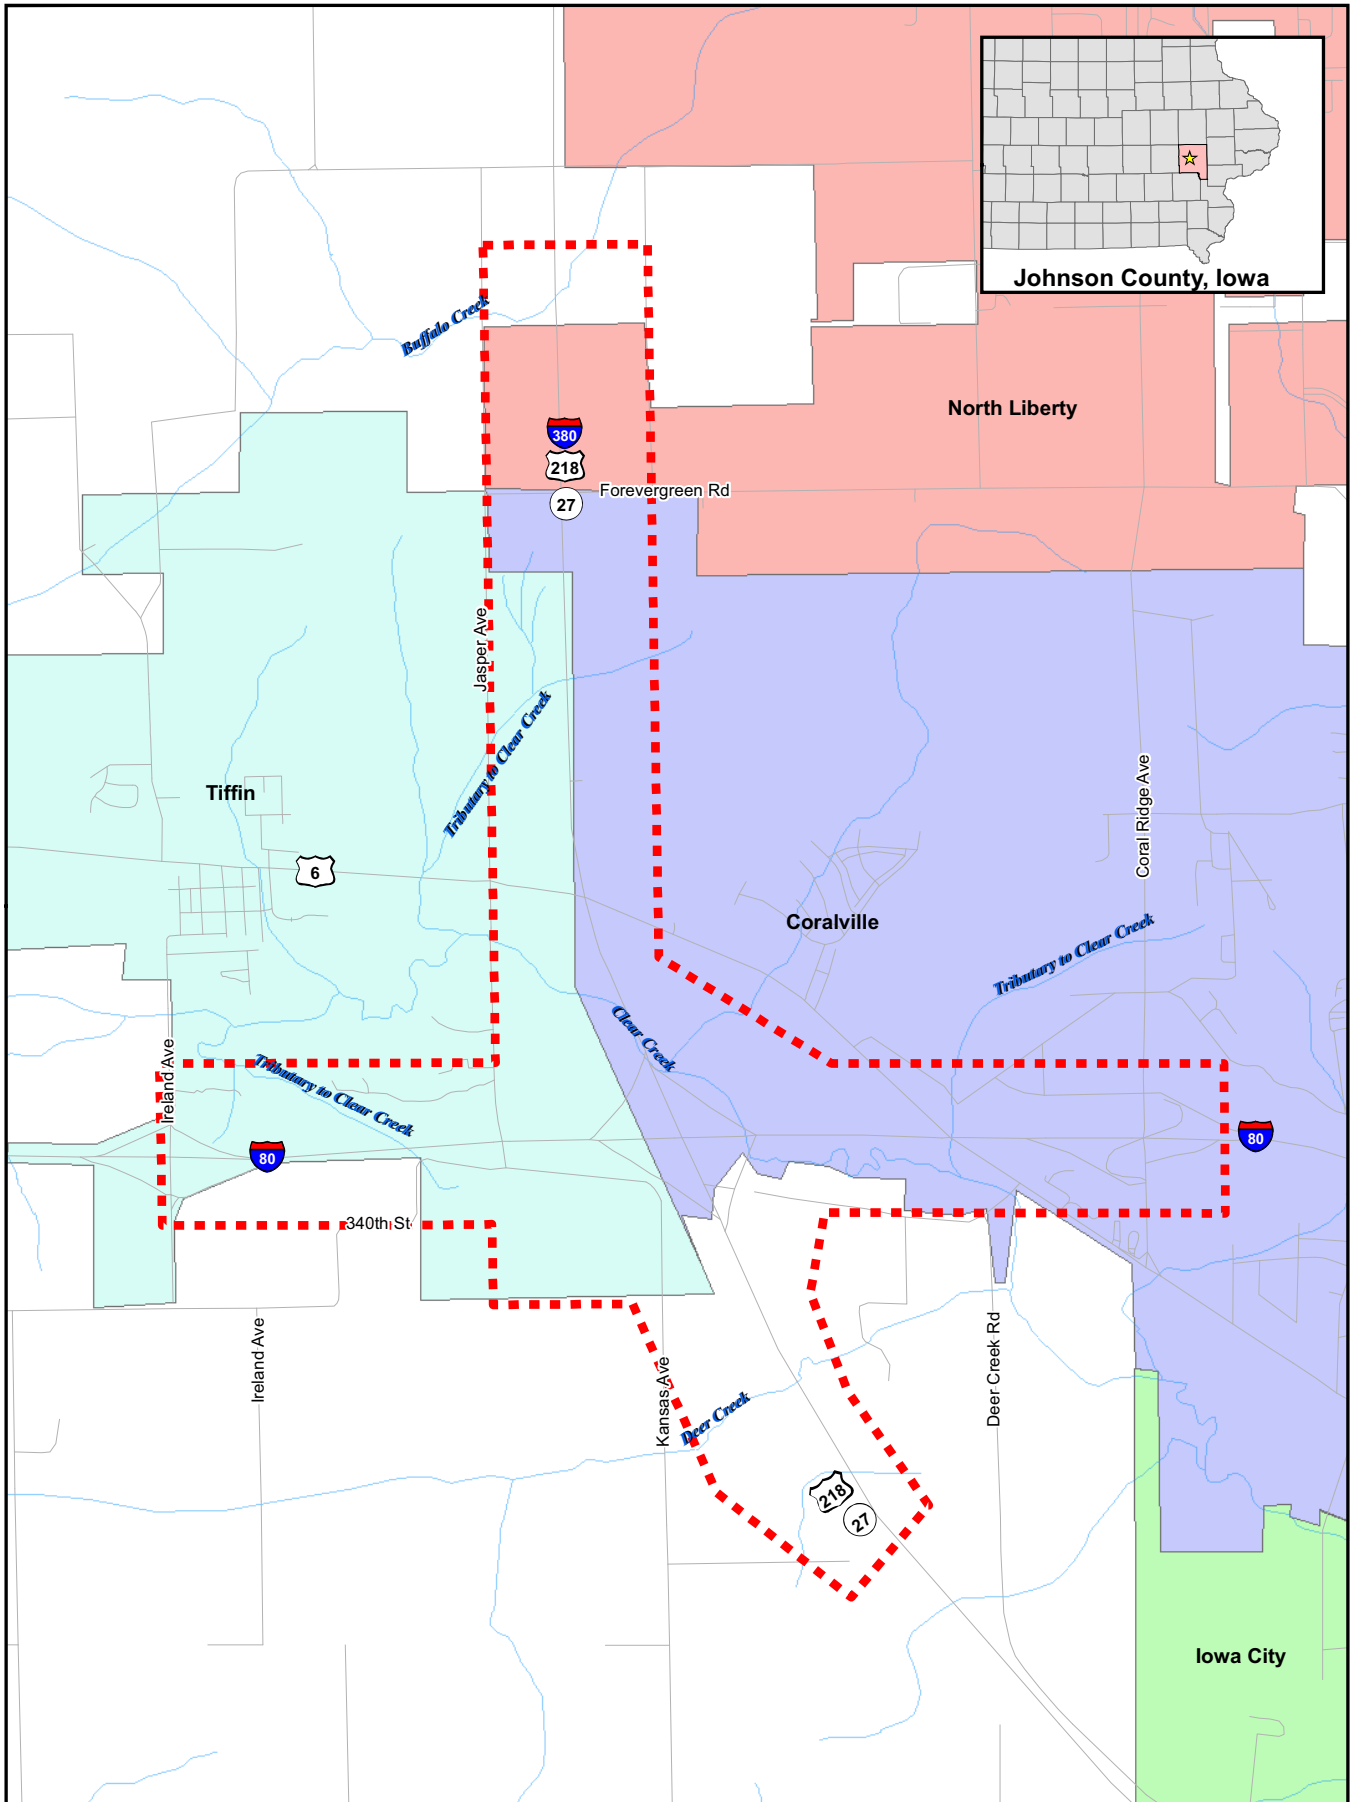 Johnson County, Iowa
Buffalo Creek
North Liberty
380
218
Forevergreen Rd
27
Jasper Ave
Tributary to Clear Creek
Tiffin
Coral Ridge Ave
6
Coralville
Tributary to Clear Creek
Clear Creek
Ireland Ave
Tributary to Clear Creek
80
80
340th St
Ireland Ave
Kansas Ave
Deer Creek Rd
Deer Creek
218
27
Iowa City